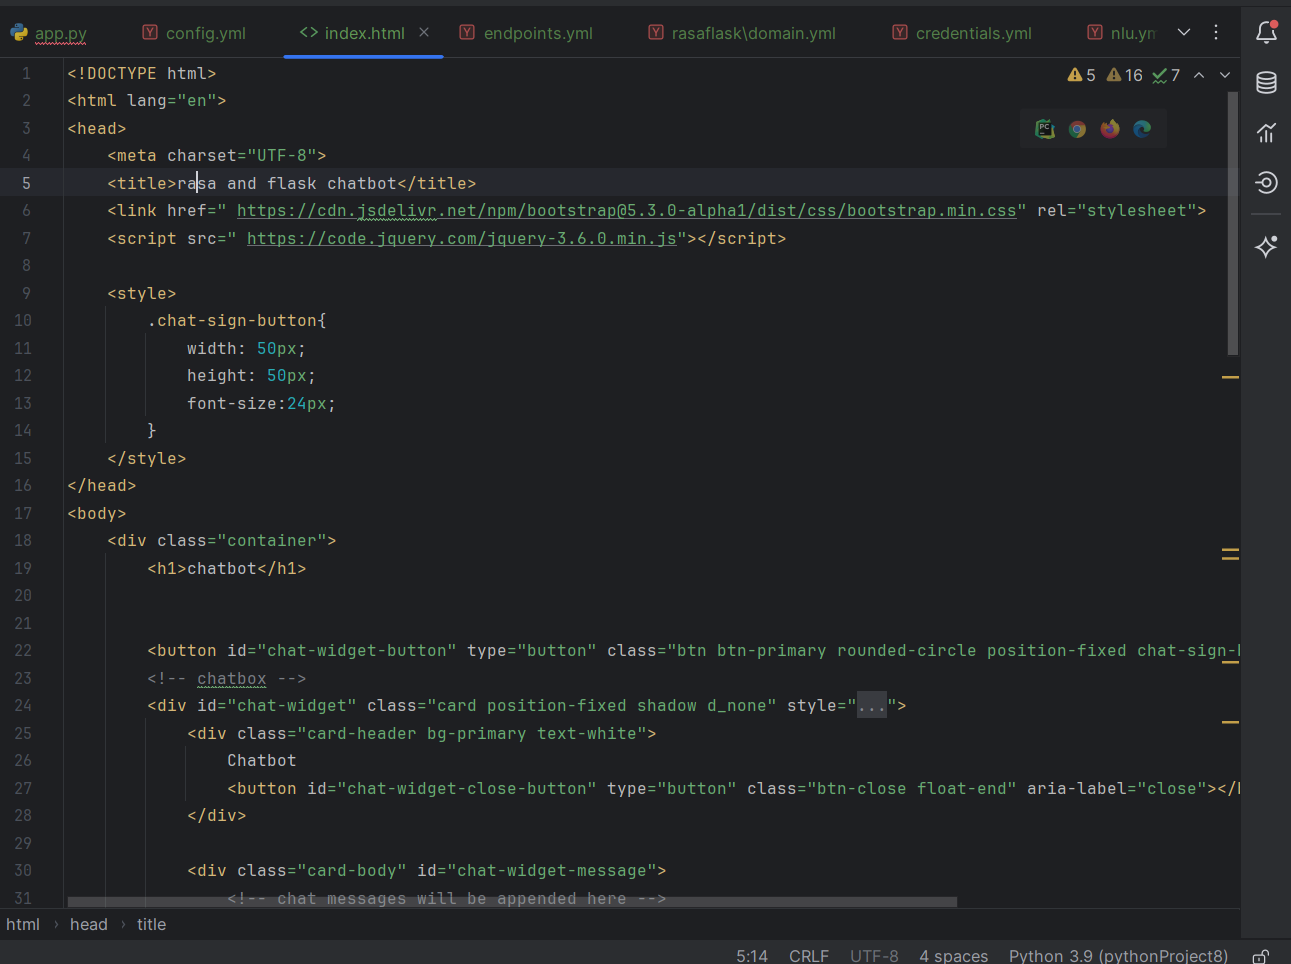 app.py config.yml index.html endpoints.yml rasaflask\domain.yml credentials.yml
5 16 7
1 <!DOCTYPE html>
2 <html lang="en">
3 <head>
4 <meta charset="UTF-8">
5 <title>rasa and flask chatbot</title>
6 <link href=" https://cdn.jsdelivr.net/npm/bootstrap@5.3.0-alpha1/dist/css/bootstrap.min.css" rel="stylesheet">
7 <script src=" https://code.jquery.com/jquery-3.6.0.min.js"></script>
8
9 <style>
10 .chat-sign-button{
11 width: 50px;
12 height: 50px;
13 font-size:24px;
14 }
15 </style>
16 </head>
17 <body>
18 <div class="container">
19 <h1>chatbot</h1>
20
21
22 <button id="chat-widget-button" type="button" class="btn btn-primary rounded-circle position-fixed chat-sign-
23 <!-- chatbox -->
24 <div id="chat-widget" class="card position-fixed shadow d_none" style="...">
25 <div class="card-header bg-primary text-white">
26 Chatbot
27 <button id="chat-widget-close-button" type="button" class="btn-close float-end" aria-label="close"></
28 </div>
29
30 <div class="card-body" id="chat-widget-message">
31 <!-- chat messages will be appended here -->
html › head › title
5:14 CRLF UTF-8 4 spaces Python 3.9 (pythonProject8)